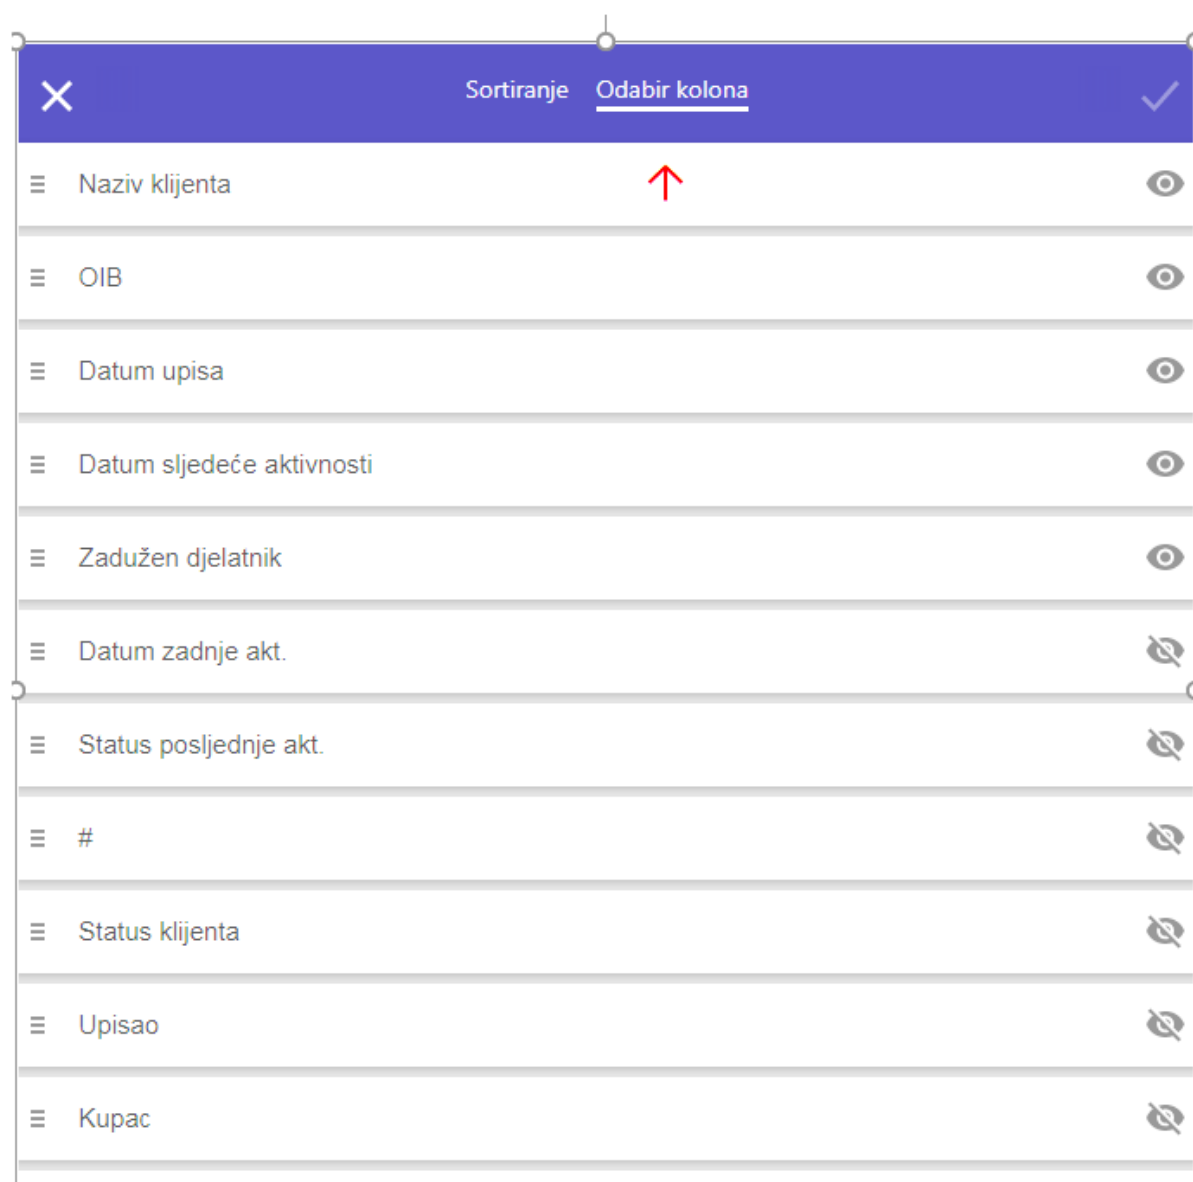 Sortiranje Odabir kolona
Naziv klijenta
OIB
Datum upisa
Datum sljedeće aktivnosti
Zadužen djelatnik
Datum zadnje akt.
Status posljednje akt.
#
Status klijenta
Upisao
Kupac